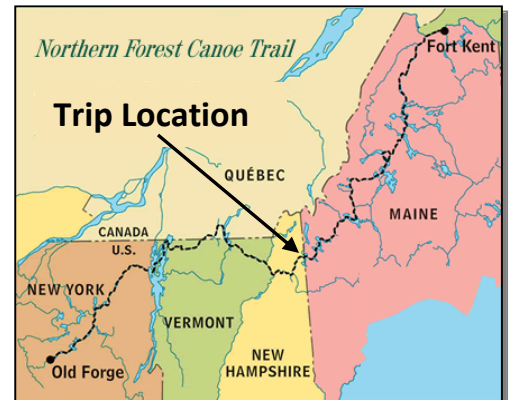 Northern Forest Canoe Trail
Fort Kent
Trip Location
QUÉBEC
MAINE
CANADA
U.S.
NEW YORK
VERMONT
NEW
HAMPSHIRE
Old Forge